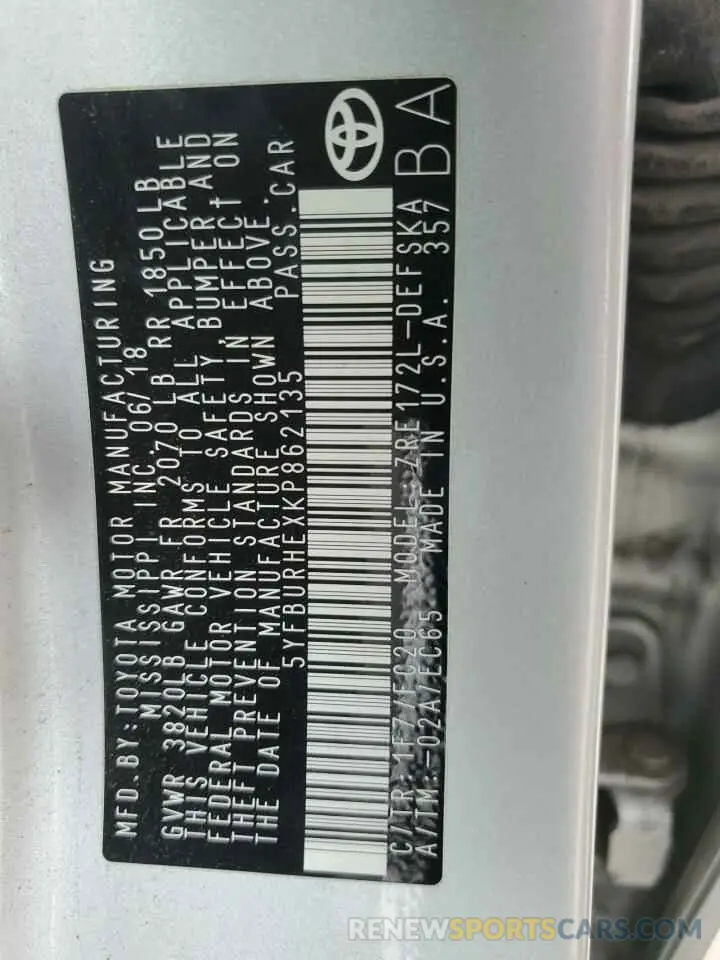 MFD.BY:TOYOTA MOTOR MANUFACTURING
MISSISSIPPI INC. 06/18
GVWR 3820LB GAWR FR 2070 LB RR 1850LB
THIS VEHICLE CONFORMS TO ALL APPLICABLE
FEDERAL MOTOR VEHICLE SAFETY, BUMPER AND
THEFT PREVENTION STANDARDS IN EFFECT ON
THE DATE OF MANUFACTURE SHOWN ABOVE.
5YFBURHEXKP862135 PASS.CAR
C/TR:1F7/FC20 MODEL:ZRE172L-DEFSKA
A/TM:-02A/EC65 MADE IN U.S.A. 357
BA
RENEWSPORTSCARS.COM